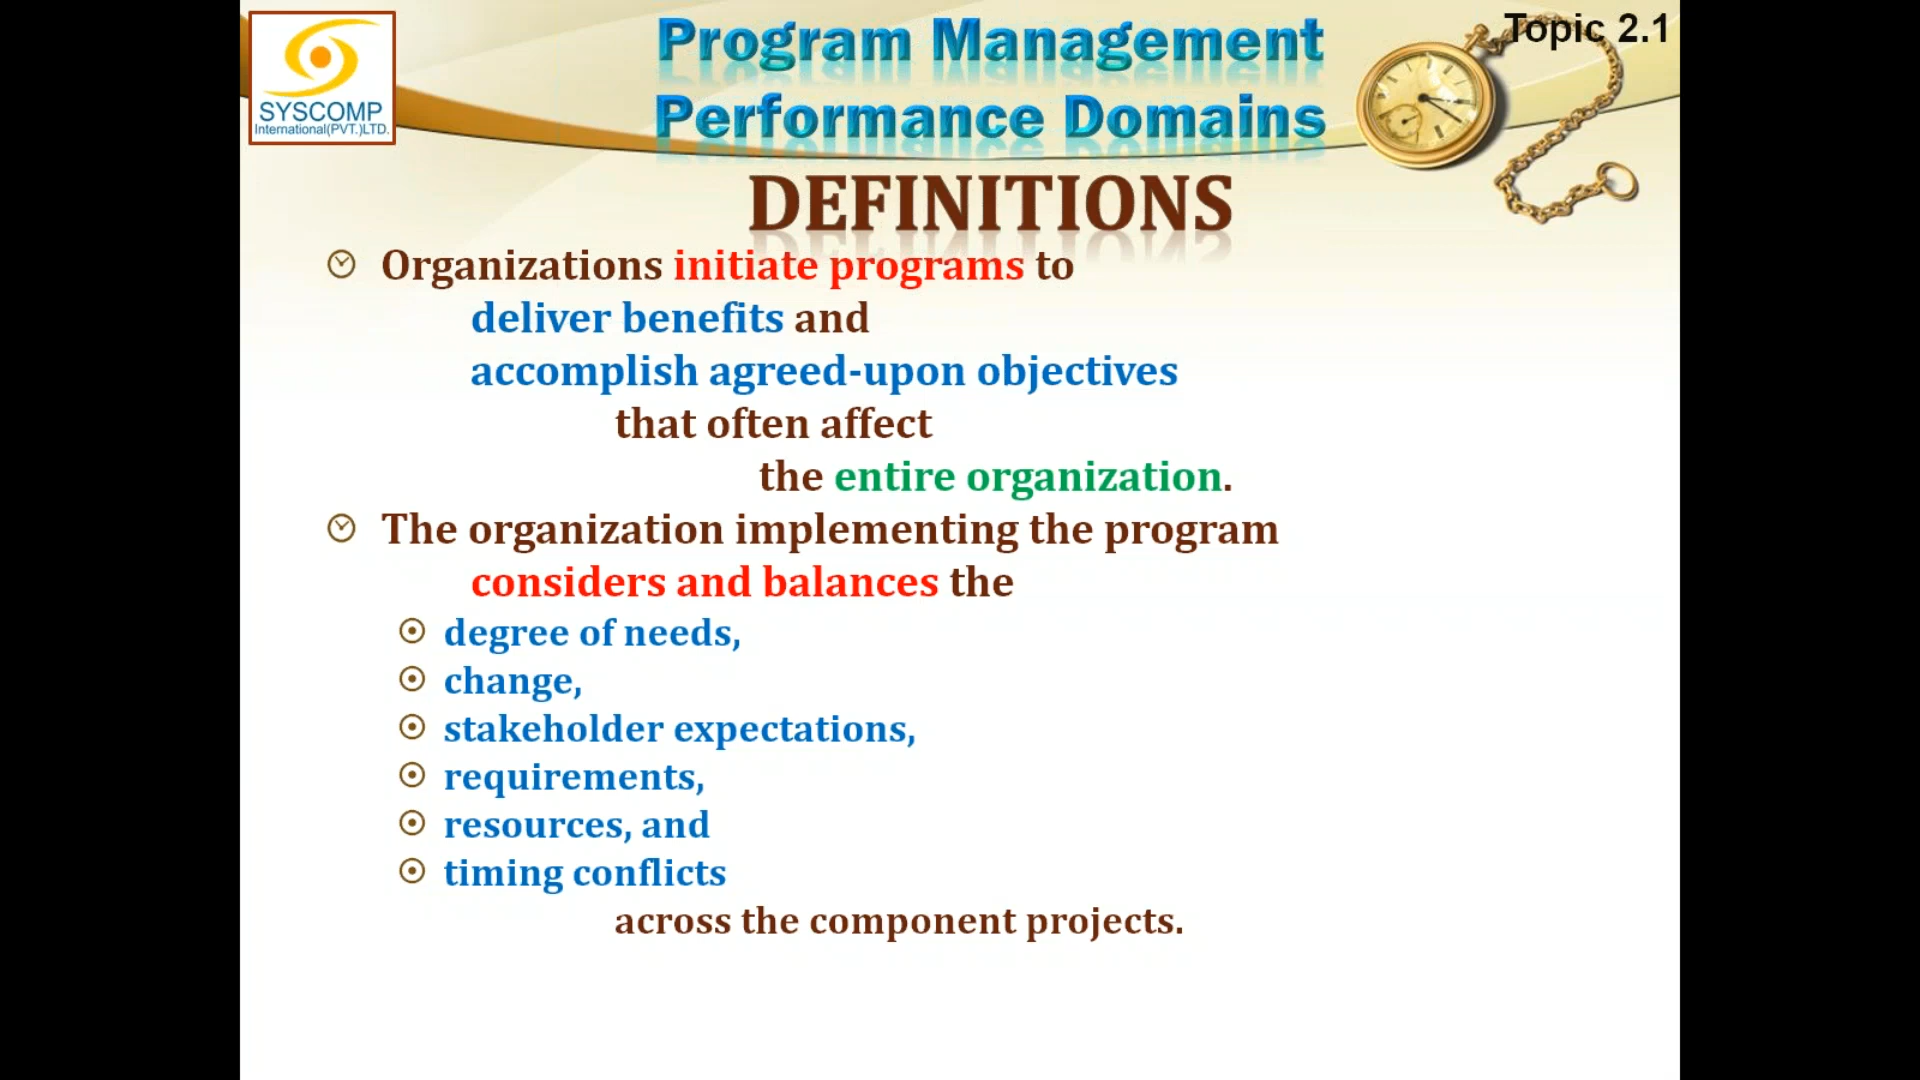 SYSCOMP
International(PVT.)LTD.
Program Management
Performance Domains
Topic 2.1
DEFINITIONS
Organizations initiate programs to
deliver benefits and
accomplish agreed-upon objectives
that often affect
the entire organization.
The organization implementing the program
considers and balances the
degree of needs,
change,
stakeholder expectations,
requirements,
resources, and
timing conflicts
across the component projects.